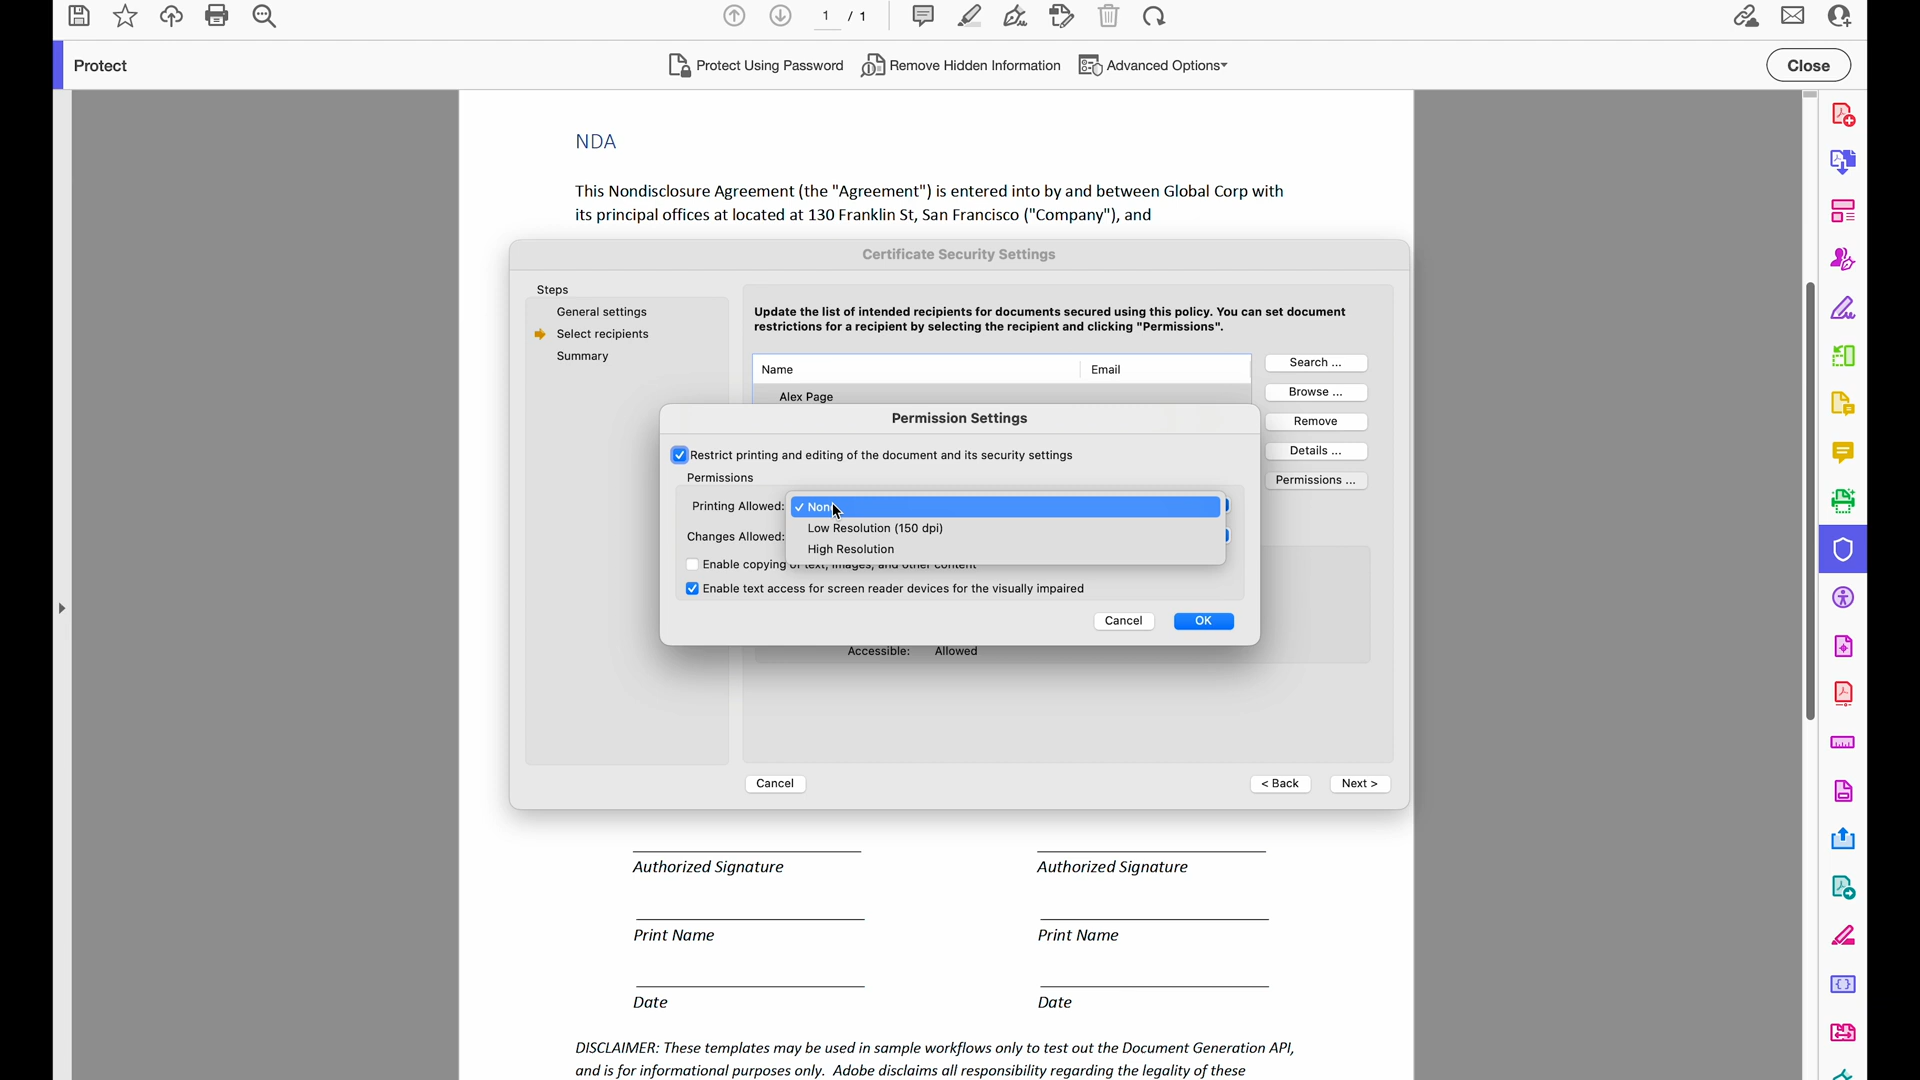 1 / 1
Protect
Protect Using Password
Remove Hidden Information
Advanced Options
Close
NDA
This Nondisclosure Agreement (the "Agreement") is entered into by and between Global Corp with
its principal offices at located at 130 Franklin St, San Francisco ("Company"), and
Certificate Security Settings
Steps
General settings
Select recipients
Summary
Update the list of intended recipients for documents secured using this policy. You can set document
restrictions for a recipient by selecting the recipient and clicking "Permissions".
Name
Email
Alex Page
Search ...
Browse ...
Remove
Details ...
Permissions ...
Permission Settings
Restrict printing and editing of the document and its security settings
Permissions
Printing Allowed:
None
Low Resolution (150 dpi)
High Resolution
Changes Allowed:
Enable copying of text, images, and other content
Enable text access for screen reader devices for the visually impaired
Cancel
OK
Accessible: Allowed
Cancel
< Back
Next >
Authorized Signature
Authorized Signature
Print Name
Print Name
Date
Date
DISCLAIMER: These templates may be used in sample workflows only to test out the Document Generation API,
and is for informational purposes only. Adobe disclaims all responsibility regarding the legality of these